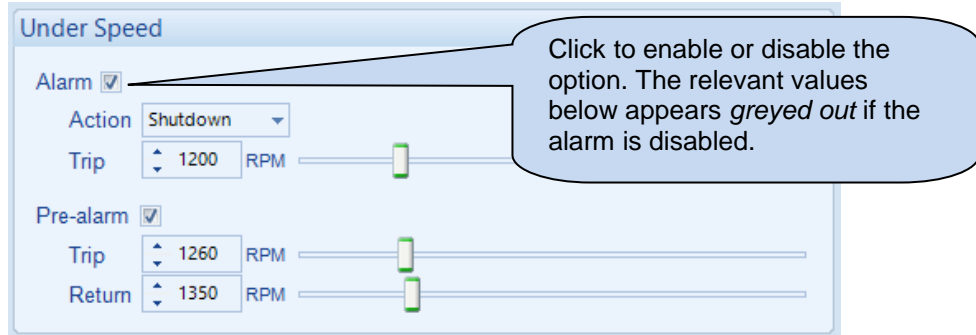 Under Speed
Click to enable or disable the
option. The relevant values
below appears greyed out if the
alarm is disabled.
Alarm
Action Shutdown
Trip 1200 RPM
Pre-alarm
Trip 1260 RPM
Return 1350 RPM